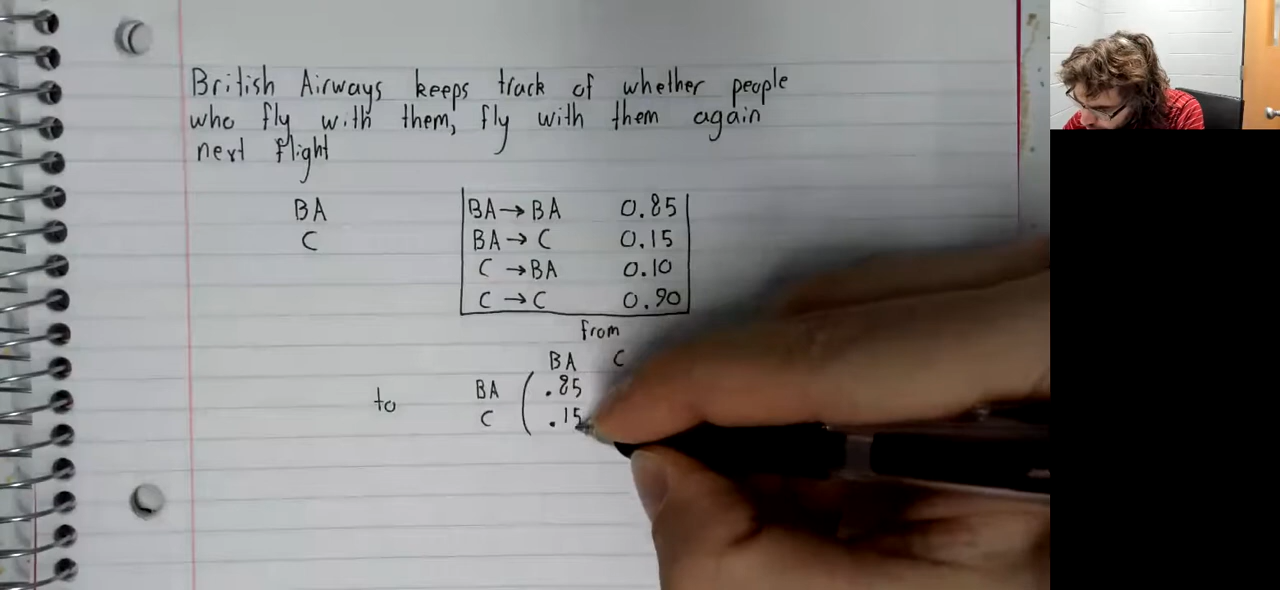 British Airways keeps track of whether people
who fly with them, fly with them again
next flight
BA
C
BA → BA 0.85
BA → C 0.15
C → BA 0.10
C → C 0.90
from
BA C
to
BA ( .85
C .15